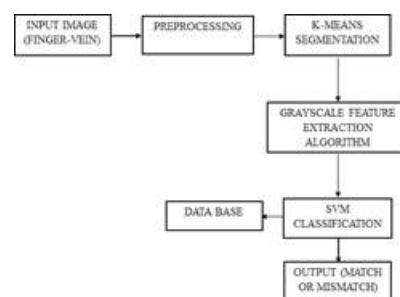 INPUT IMAGE
(FINGER-VEIN)
PREPROCESSING
K-MEANS
SEGMENTATION
GRAYSCALE FEATURE
EXTRACTION
ALGORITHM
DATA BASE
SVM
CLASSIFICATION
OUTPUT (MATCH
OR MISMATCH)